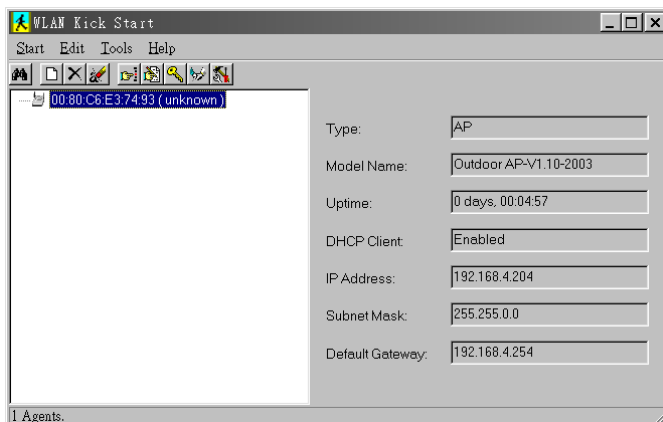 WLAN Kick Start
Start Edit Tools Help
00:80:C6:E3:74:93 ( unknown )
Type: AP
Model Name: Outdoor AP-V1.10-2003
Uptime: 0 days, 00:04:57
DHCP Client: Enabled
IP Address: 192.168.4.204
Subnet Mask: 255.255.0.0
Default Gateway: 192.168.4.254
1 Agents.